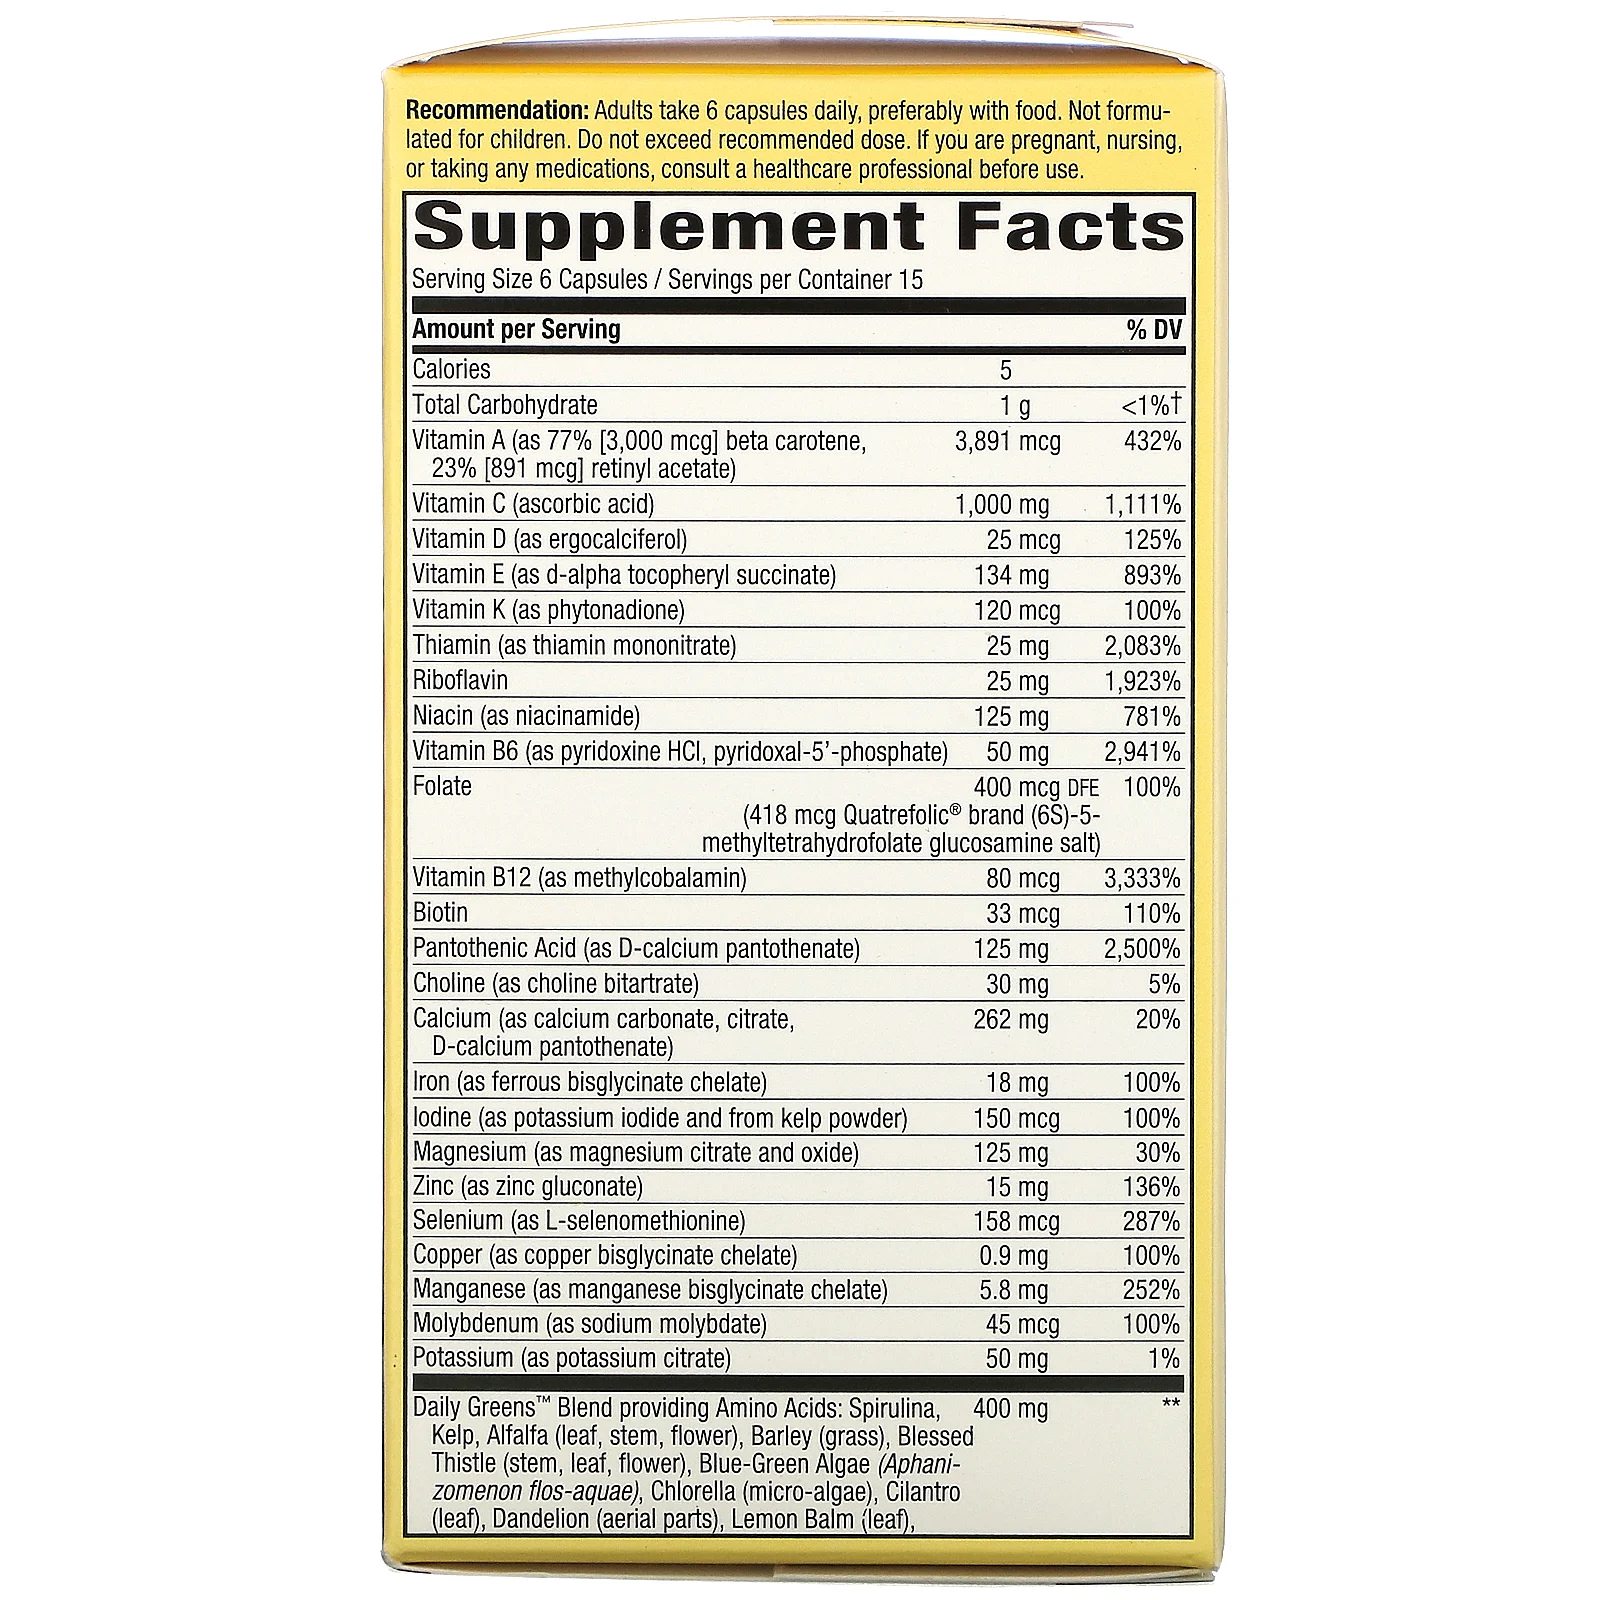 Recommendation: Adults take 6 capsules daily, preferably with food. Not formu-
lated for children. Do not exceed recommended dose. If you are pregnant, nursing,
or taking any medications, consult a healthcare professional before use.
Supplement Facts
Serving Size 6 Capsules / Servings per Container 15
Amount per Serving % DV
Calories 5
Total Carbohydrate 1 g <1%†
Vitamin A (as 77% [3,000 mcg] beta carotene, 3,891 mcg 432%
23% [891 mcg] retinyl acetate)
Vitamin C (ascorbic acid) 1,000 mg 1,111%
Vitamin D (as ergocalciferol) 25 mcg 125%
Vitamin E (as d-alpha tocopheryl succinate) 134 mg 893%
Vitamin K (as phytonadione) 120 mcg 100%
Thiamin (as thiamin mononitrate) 25 mg 2,083%
Riboflavin 25 mg 1,923%
Niacin (as niacinamide) 125 mg 781%
Vitamin B6 (as pyridoxine HCl, pyridoxal-5’-phosphate) 50 mg 2,941%
Folate 400 mcg DFE 100%
(418 mcg Quatrefolic® brand (6S)-5-
methyltetrahydrofolate glucosamine salt)
Vitamin B12 (as methylcobalamin) 80 mcg 3,333%
Biotin 33 mcg 110%
Pantothenic Acid (as D-calcium pantothenate) 125 mg 2,500%
Choline (as choline bitartrate) 30 mg 5%
Calcium (as calcium carbonate, citrate, 262 mg 20%
D-calcium pantothenate)
Iron (as ferrous bisglycinate chelate) 18 mg 100%
Iodine (as potassium iodide and from kelp powder) 150 mcg 100%
Magnesium (as magnesium citrate and oxide) 125 mg 30%
Zinc (as zinc gluconate) 15 mg 136%
Selenium (as L-selenomethionine) 158 mcg 287%
Copper (as copper bisglycinate chelate) 0.9 mg 100%
Manganese (as manganese bisglycinate chelate) 5.8 mg 252%
Molybdenum (as sodium molybdate) 45 mcg 100%
Potassium (as potassium citrate) 50 mg 1%
Daily Greens™ Blend providing Amino Acids: Spirulina, 400 mg **
Kelp, Alfalfa (leaf, stem, flower), Barley (grass), Blessed
Thistle (stem, leaf, flower), Blue-Green Algae (Aphani-
zomenon flos-aquae), Chlorella (micro-algae), Cilantro
(leaf), Dandelion (aerial parts), Lemon Balm (leaf),